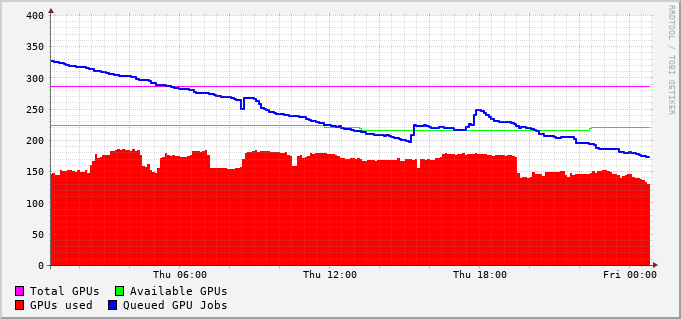 400
350
300
250
200
150
100
50
0
Thu 06:00 Thu 12:00 Thu 18:00 Fri 00:00
Total GPUs Available GPUs
GPUs used Queued GPU Jobs
RRDTOOL / TOBI OETIKER